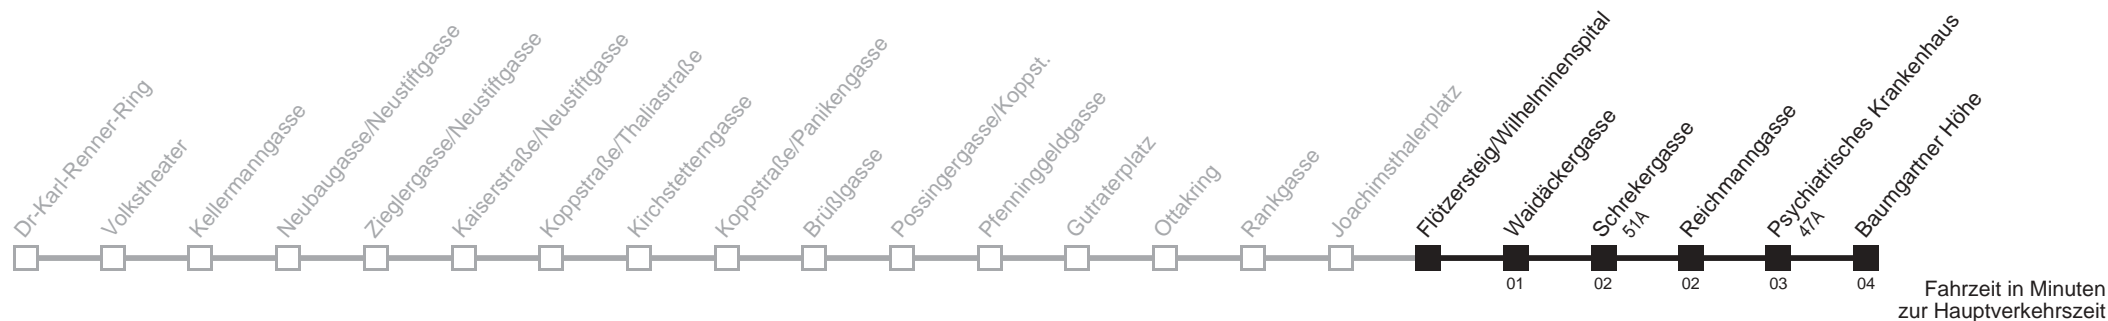 Dr-Karl-Renner-Ring
Volkstheater
Kellermanngasse
Neubaugasse/Neustiftgasse
Zieglergasse/Neustiftgasse
Kaiserstraße/Neustiftgasse
Koppstraße/Thaliastraße
Kirchstetterngasse
Koppstraße/Panikengasse
Brüßlgasse
Possingergasse/Koppst.
Pfenninggeldgasse
Gutraterplatz
Ottakring
Rankgasse
Joachimsthalerplatz
Flötzersteig/Wilhelminenspital
Waidäckergasse
Schrekergasse
51A
Reichmanngasse
Psychiatrisches Krankenhaus
47A
Baumgartner Höhe
01
02
02
03
04
Fahrzeit in Minuten
zur Hauptverkehrszeit